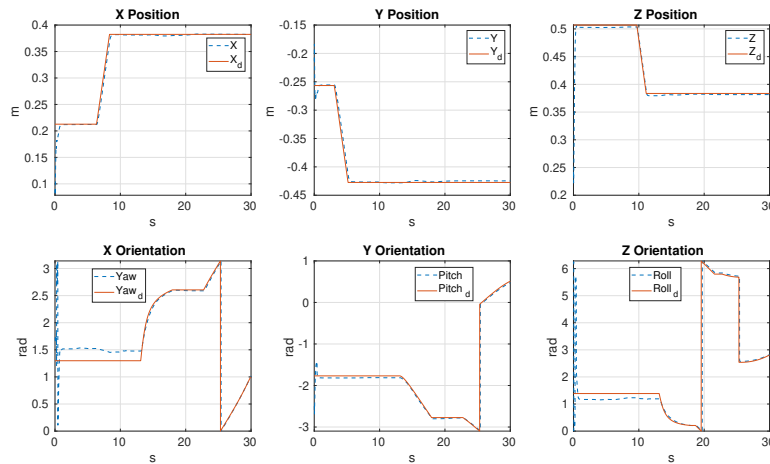 X Position
Y Position
Z Position
0.4
0.35
0.3
0.25
0.2
0.15
0.1
m
X
X_d
0
10
20
30
s
-0.15
-0.2
-0.25
-0.3
-0.35
-0.4
-0.45
m
Y
Y_d
0
10
20
30
s
0.5
0.45
0.4
0.35
0.3
0.25
0.2
m
Z
Z_d
0
10
20
30
s
X Orientation
Y Orientation
Z Orientation
3
2.5
2
1.5
1
0.5
0
rad
Yaw
Yaw_d
0
10
20
30
s
1
0
-1
-2
-3
rad
Pitch
Pitch_d
0
10
20
30
s
6
5
4
3
2
1
0
rad
Roll
Roll_d
0
10
20
30
s